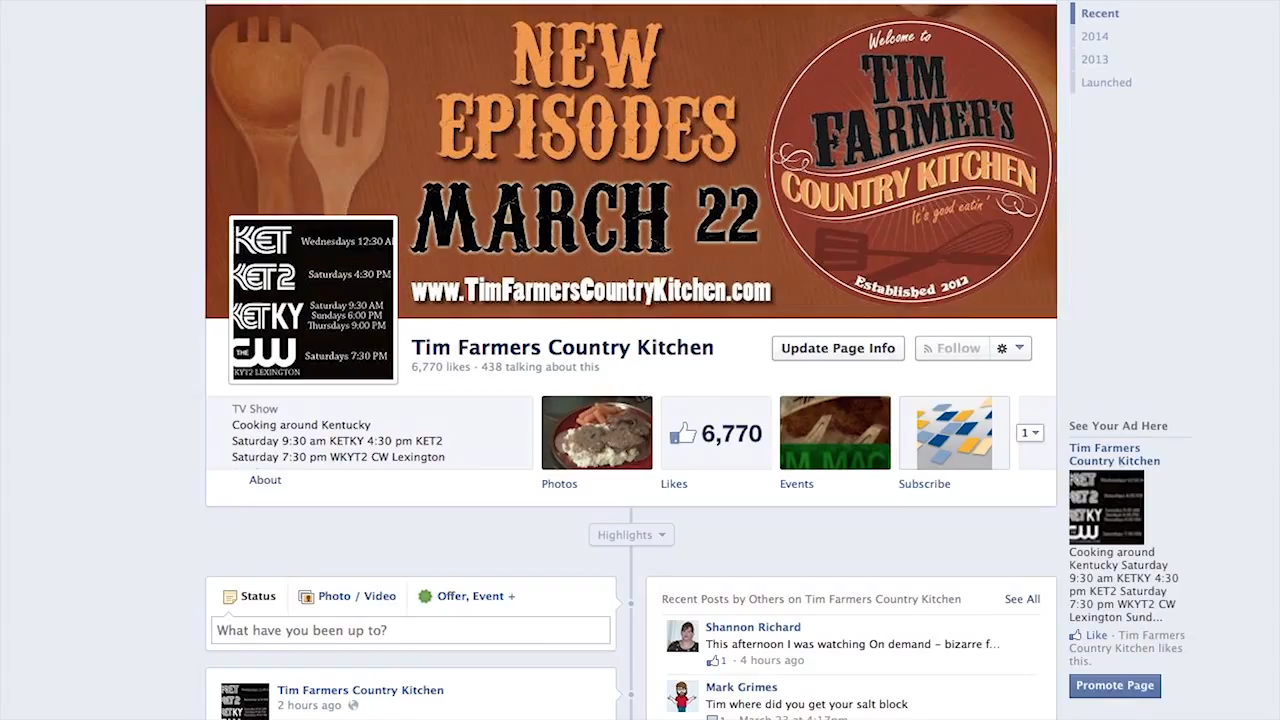 NEW
EPISODES
MARCH 22
www.TimFarmersCountryKitchen.com
Welcome to
TIM
FARMER'S
COUNTRY KITCHEN
It's good eatin'
Established 2012
Recent
2014
2013
Launched
KET Wednesdays 12:30 A
KET2 Saturdays 4:30 PM
KETKY Saturday 9:30 AM
Sundays 6:00 PM
Thursdays 9:00 PM
THE CW Saturdays 7:30 PM
KYT2 LEXINGTON
Tim Farmers Country Kitchen
6,770 likes · 438 talking about this
Update Page Info
Follow
TV Show
Cooking around Kentucky
Saturday 9:30 am KETKY 4:30 pm KET2
Saturday 7:30 pm WKYT2 CW Lexington
About
Photos
6,770
Likes
Events
Subscribe
1
Highlights
Status
Photo / Video
Offer, Event +
What have you been up to?
Tim Farmers Country Kitchen
2 hours ago
Recent Posts by Others on Tim Farmers Country Kitchen
See All
Shannon Richard
This afternoon I was watching On demand - bizarre f...
1 · 4 hours ago
Mark Grimes
Tim where did you get your salt block
1 · March 23 at 4:17pm
See Your Ad Here
Tim Farmers
Country Kitchen
Cooking around
Kentucky Saturday
9:30 am KETKY 4:30
pm KET2 Saturday
7:30 pm WKYT2 CW
Lexington Sund...
Like · Tim Farmers
Country Kitchen likes
this.
Promote Page